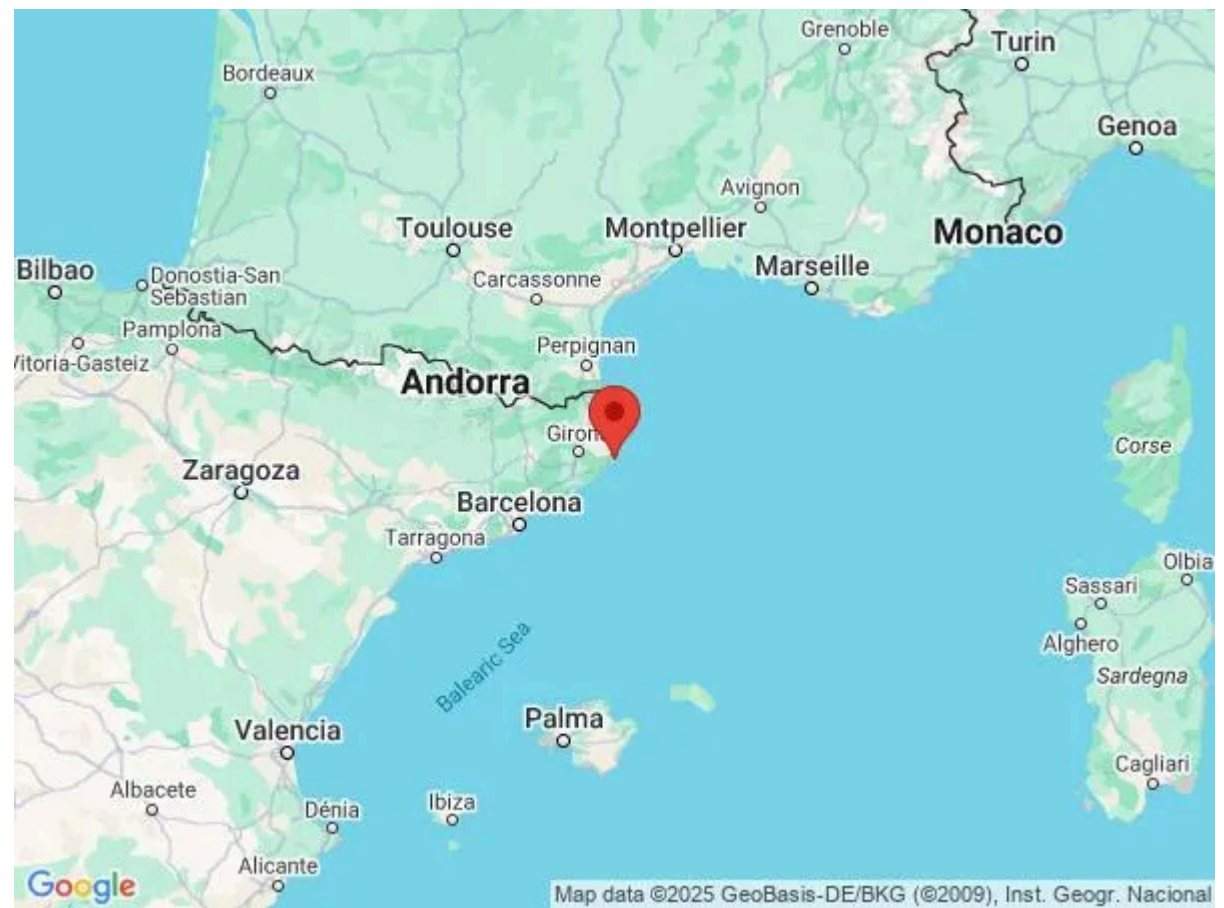 Grenoble
Turin
Bordeaux
Genoa
Avignon
Toulouse
Montpellier
Monaco
Bilbao
Donostia-San
Sebastian
Carcassonne
Marseille
Pamplona
Perpignan
Vitoria-Gasteiz
Andorra
Girona
Corse
Zaragoza
Barcelona
Tarragona
Olbia
Sassari
Alghero
Balearic Sea
Sardegna
Palma
Valencia
Cagliari
Albacete
Ibiza
Dénia
Alicante
Google
Map data ©2025 GeoBasis-DE/BKG (©2009), Inst. Geogr. Nacional